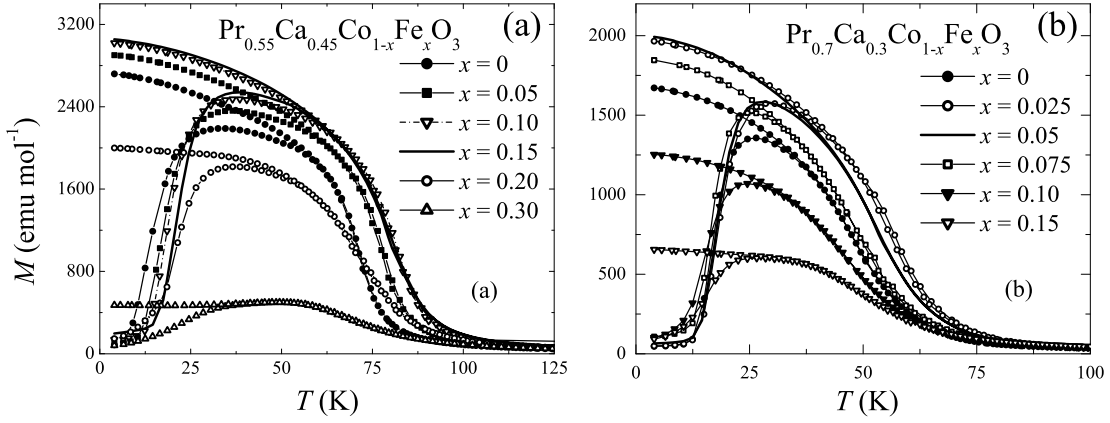 Pr0.55Ca0.45Co1-xFexO3 (a)
x = 0
x = 0.05
x = 0.10
x = 0.15
x = 0.20
x = 0.30
(a)
3200
2400
1600
800
0
0 25 50 75 100 125
M (emu mol-1)
T (K)
Pr0.7Ca0.3Co1-xFexO3 (b)
x = 0
x = 0.025
x = 0.05
x = 0.075
x = 0.10
x = 0.15
(b)
2000
1500
1000
500
0
0 25 50 75 100
T (K)